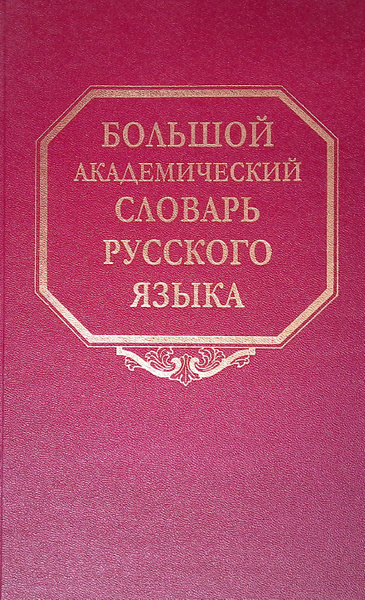 БОЛЬШОЙ
АКАДЕМИЧЕСКИЙ
СЛОВАРЬ
РУССКОГО
ЯЗЫКА